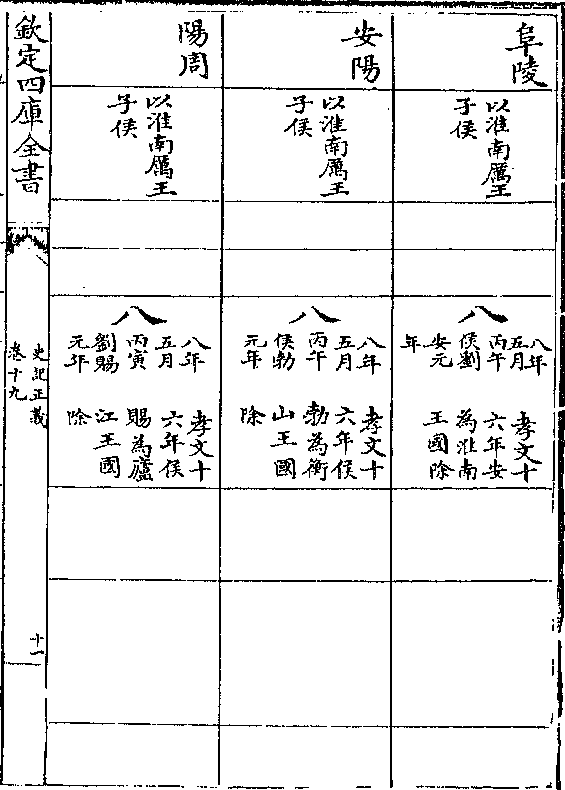 阜陵
以淮南厲王
子侯
八
八年
五月
丙午
侯劉
安元
年
孝文十
六年安
為淮南
王國除
安陽
以淮南厲王
子侯
八
八年
五月
丙午
侯勃
元年
孝文十
六年侯
勃為衡
山王國
除
陽周
以淮南厲王
子侯
八
八年
五月
丙寅
劉賜
元年
孝文十
六年侯
賜為廬
江王國
除
欽定四庫全書
史記正義
卷十九
十一